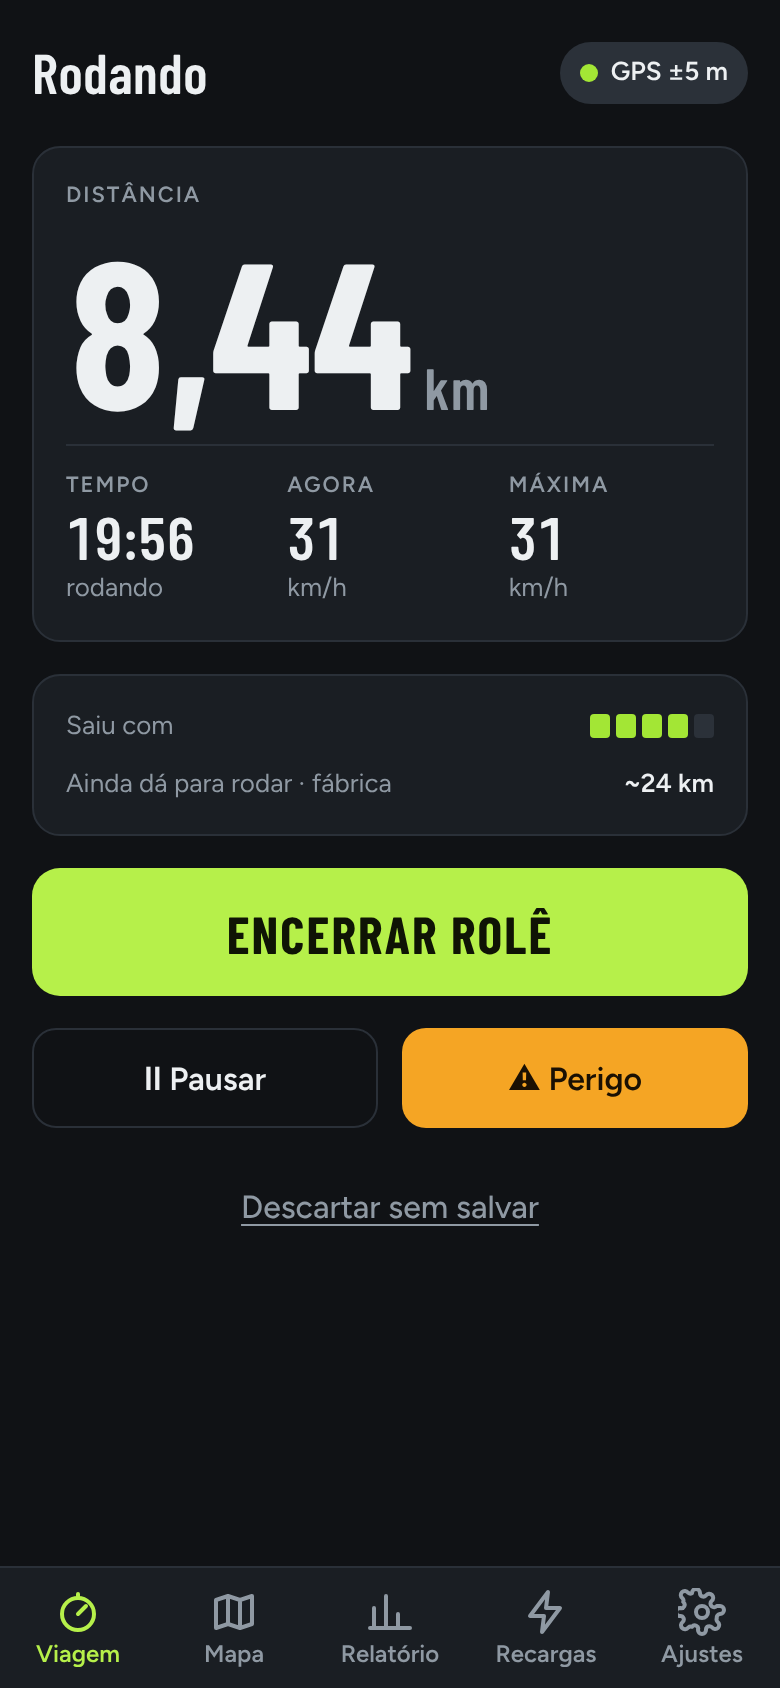 Rodando
GPS ±5 m
DISTÂNCIA
8,44 km
TEMPO AGORA MÁXIMA
19:56 31 31
rodando km/h km/h
Saiu com
Ainda dá para rodar · fábrica ~24 km
ENCERRAR ROLÊ
II Pausar
⚠ Perigo
Descartar sem salvar
Viagem Mapa Relatório Recargas Ajustes